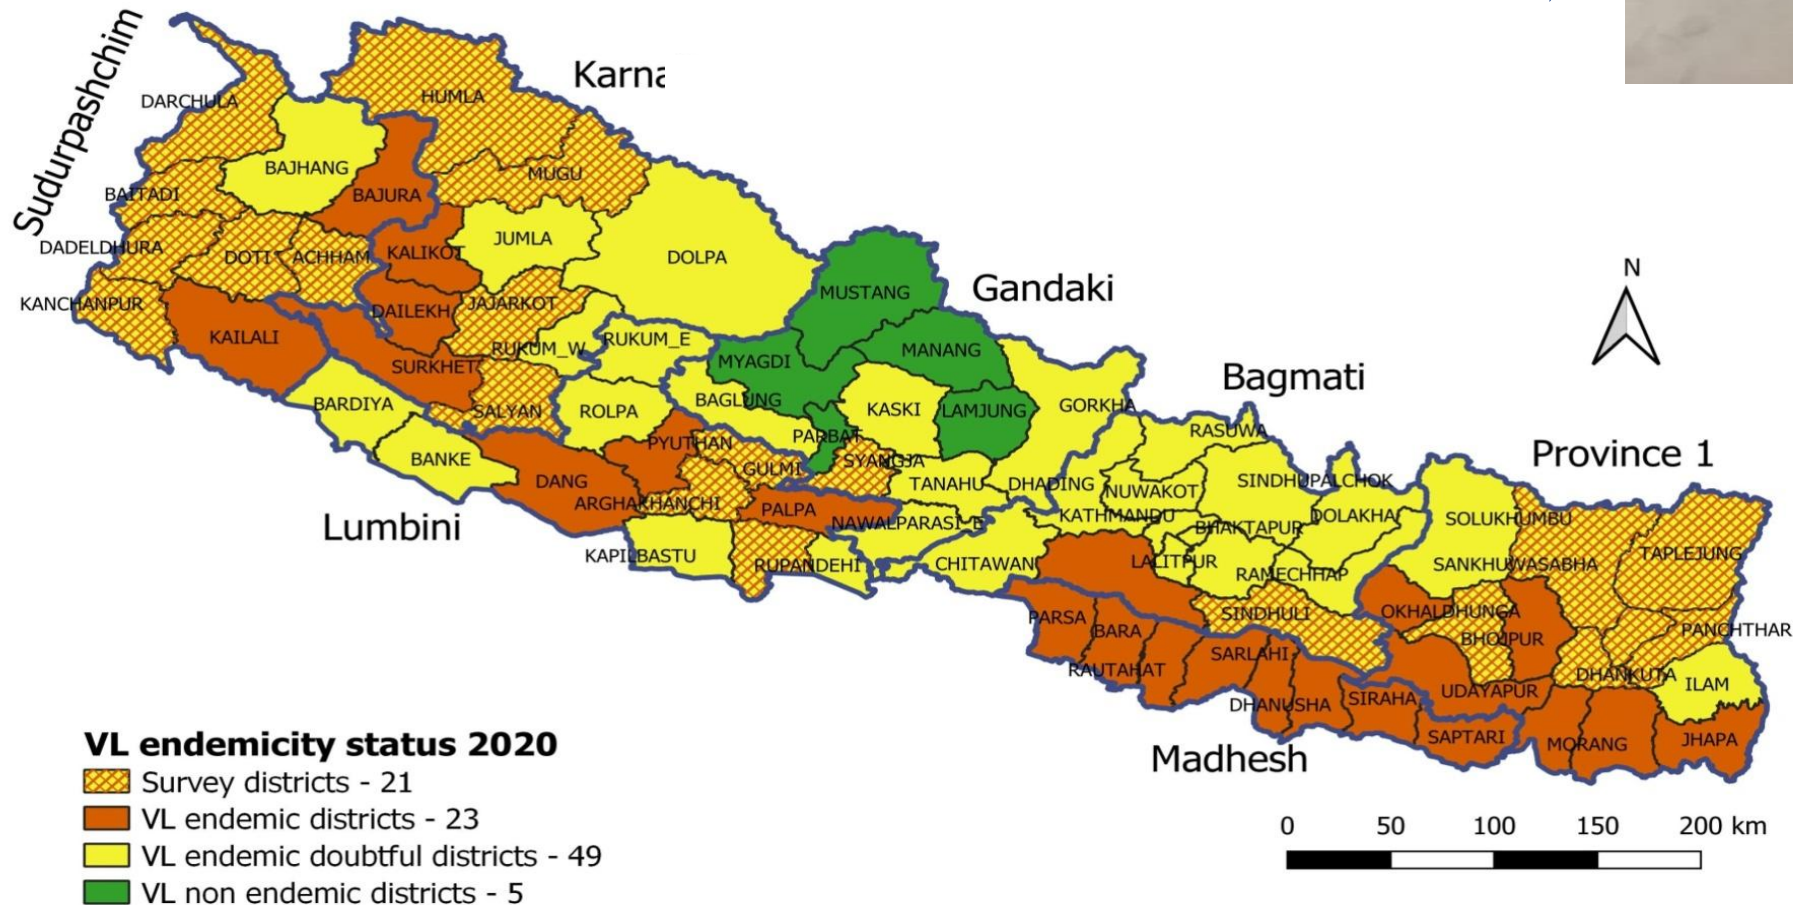 Sudurpashchim
Karna
DARCHULA
HUMLA
BAJHANG
MUGU
BAITADI
BAJURA
DADELDHURA
DOTI
ACHHAM
KALIKOT
JUMLA
DOLPA
KANCHANPUR
KAILALI
DAILEKH
JAJARKOT
MUSTANG
Gandaki
N
SURKHET
RUKUM_W
RUKUM_E
MYAGDI
MANANG
BARDIYA
SALYAN
ROLPA
BAGLUNG
KASKI
LAMJUNG
GORKHA
Bagmati
BANKE
PYUTHAN
PARBAT
RASUWA
DANG
GULMI
SYANGJA
TANAHU
DHADING
NUWAKOT
SINDHUPALCHOK
Province 1
Lumbini
ARGHAKHANCHI
PALPA
NAWALPARASI_E
KATHMANDU
BHAKTAPUR
DOLAKHA
SOLUKHUMBU
KAPILBASTU
RUPANDEHI
CHITAWAN
LALITPUR
RAMECHHAP
SANKHUWASABHA
TAPLEJUNG
PARSA
BARA
SINDHULI
OKHALDHUNGA
BHOJPUR
PANCHTHAR
RAUTAHAT
SARLAHI
DHANUSHA
SIRAHA
UDAYAPUR
DHANKUTA
ILAM
SAPTARI
MORANG
JHAPA
Madhesh
VL endemicity status 2020
Survey districts - 21
VL endemic districts - 23
VL endemic doubtful districts - 49
VL non endemic districts - 5
0 50 100 150 200 km